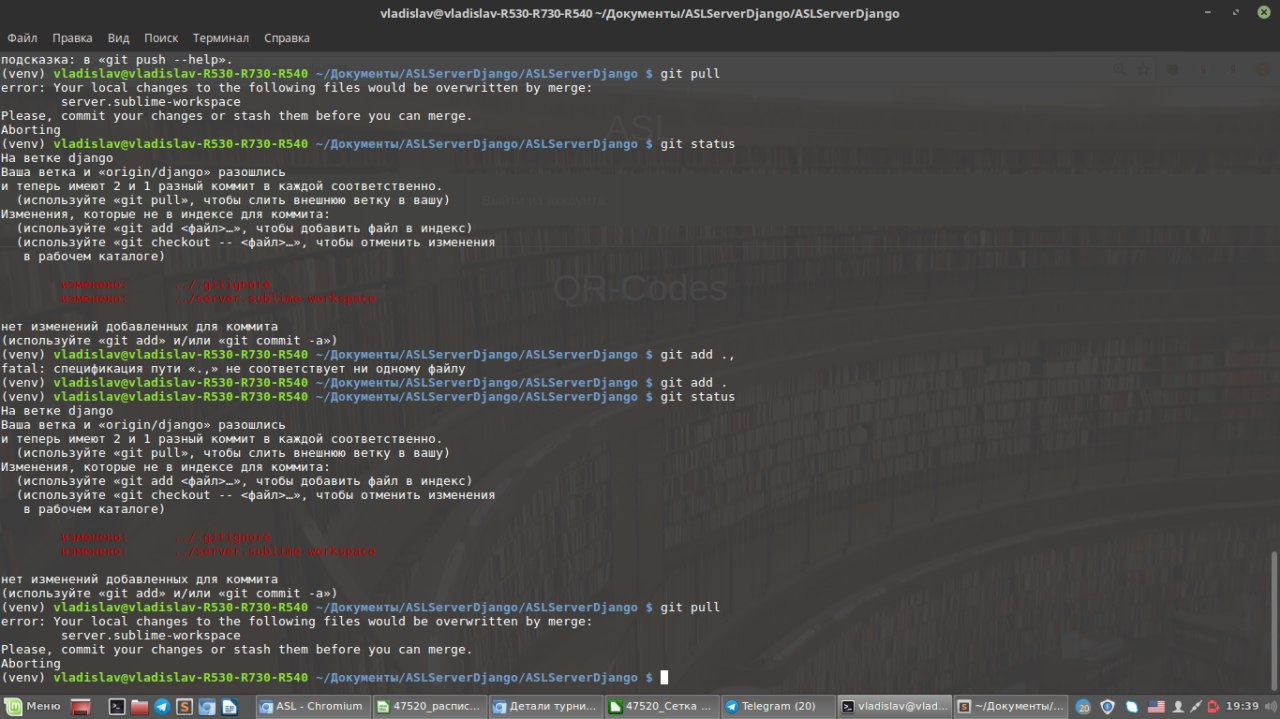 vladislav@vladislav-R530-R730-R540 ~/Документы/ASLServerDjango/ASLServerDjango
Файл Правка Вид Поиск Терминал Справка
подсказка: в «git push --help».
(venv) vladislav@vladislav-R530-R730-R540 ~/Документы/ASLServerDjango/ASLServerDjango $ git pull
error: Your local changes to the following files would be overwritten by merge:
server.sublime-workspace
Please, commit your changes or stash them before you can merge.
Aborting
(venv) vladislav@vladislav-R530-R730-R540 ~/Документы/ASLServerDjango/ASLServerDjango $ git status
На ветке django
Ваша ветка и «origin/django» разошлись
и теперь имеют 2 и 1 разный коммит в каждой соответственно.
(используйте «git pull», чтобы слить внешнюю ветку в вашу)
Изменения, которые не в индексе для коммита:
(используйте «git add <файл>…», чтобы добавить файл в индекс)
(используйте «git checkout -- <файл>…», чтобы отменить изменения
в рабочем каталоге)
изменено: ../.gitignore
изменено: ../server.sublime-workspace
нет изменений добавленных для коммита
(используйте «git add» и/или «git commit -a»)
(venv) vladislav@vladislav-R530-R730-R540 ~/Документы/ASLServerDjango/ASLServerDjango $ git add .,
fatal: спецификация пути «.,» не соответствует ни одному файлу
(venv) vladislav@vladislav-R530-R730-R540 ~/Документы/ASLServerDjango/ASLServerDjango $ git add .
(venv) vladislav@vladislav-R530-R730-R540 ~/Документы/ASLServerDjango/ASLServerDjango $ git status
На ветке django
Ваша ветка и «origin/django» разошлись
и теперь имеют 2 и 1 разный коммит в каждой соответственно.
(используйте «git pull», чтобы слить внешнюю ветку в вашу)
Изменения, которые не в индексе для коммита:
(используйте «git add <файл>…», чтобы добавить файл в индекс)
(используйте «git checkout -- <файл>…», чтобы отменить изменения
в рабочем каталоге)
изменено: ../.gitignore
изменено: ../server.sublime-workspace
нет изменений добавленных для коммита
(используйте «git add» и/или «git commit -a»)
(venv) vladislav@vladislav-R530-R730-R540 ~/Документы/ASLServerDjango/ASLServerDjango $ git pull
error: Your local changes to the following files would be overwritten by merge:
server.sublime-workspace
Please, commit your changes or stash them before you can merge.
Aborting
(venv) vladislav@vladislav-R530-R730-R540 ~/Документы/ASLServerDjango/ASLServerDjango $
ASL
Выйти из аккаунта
QR-Codes
Меню ASL - Chromium 47520_распис... Детали турни... 47520_Сетка ... Telegram (20) vladislav@vlad... ~/Документы/... 20 19:39